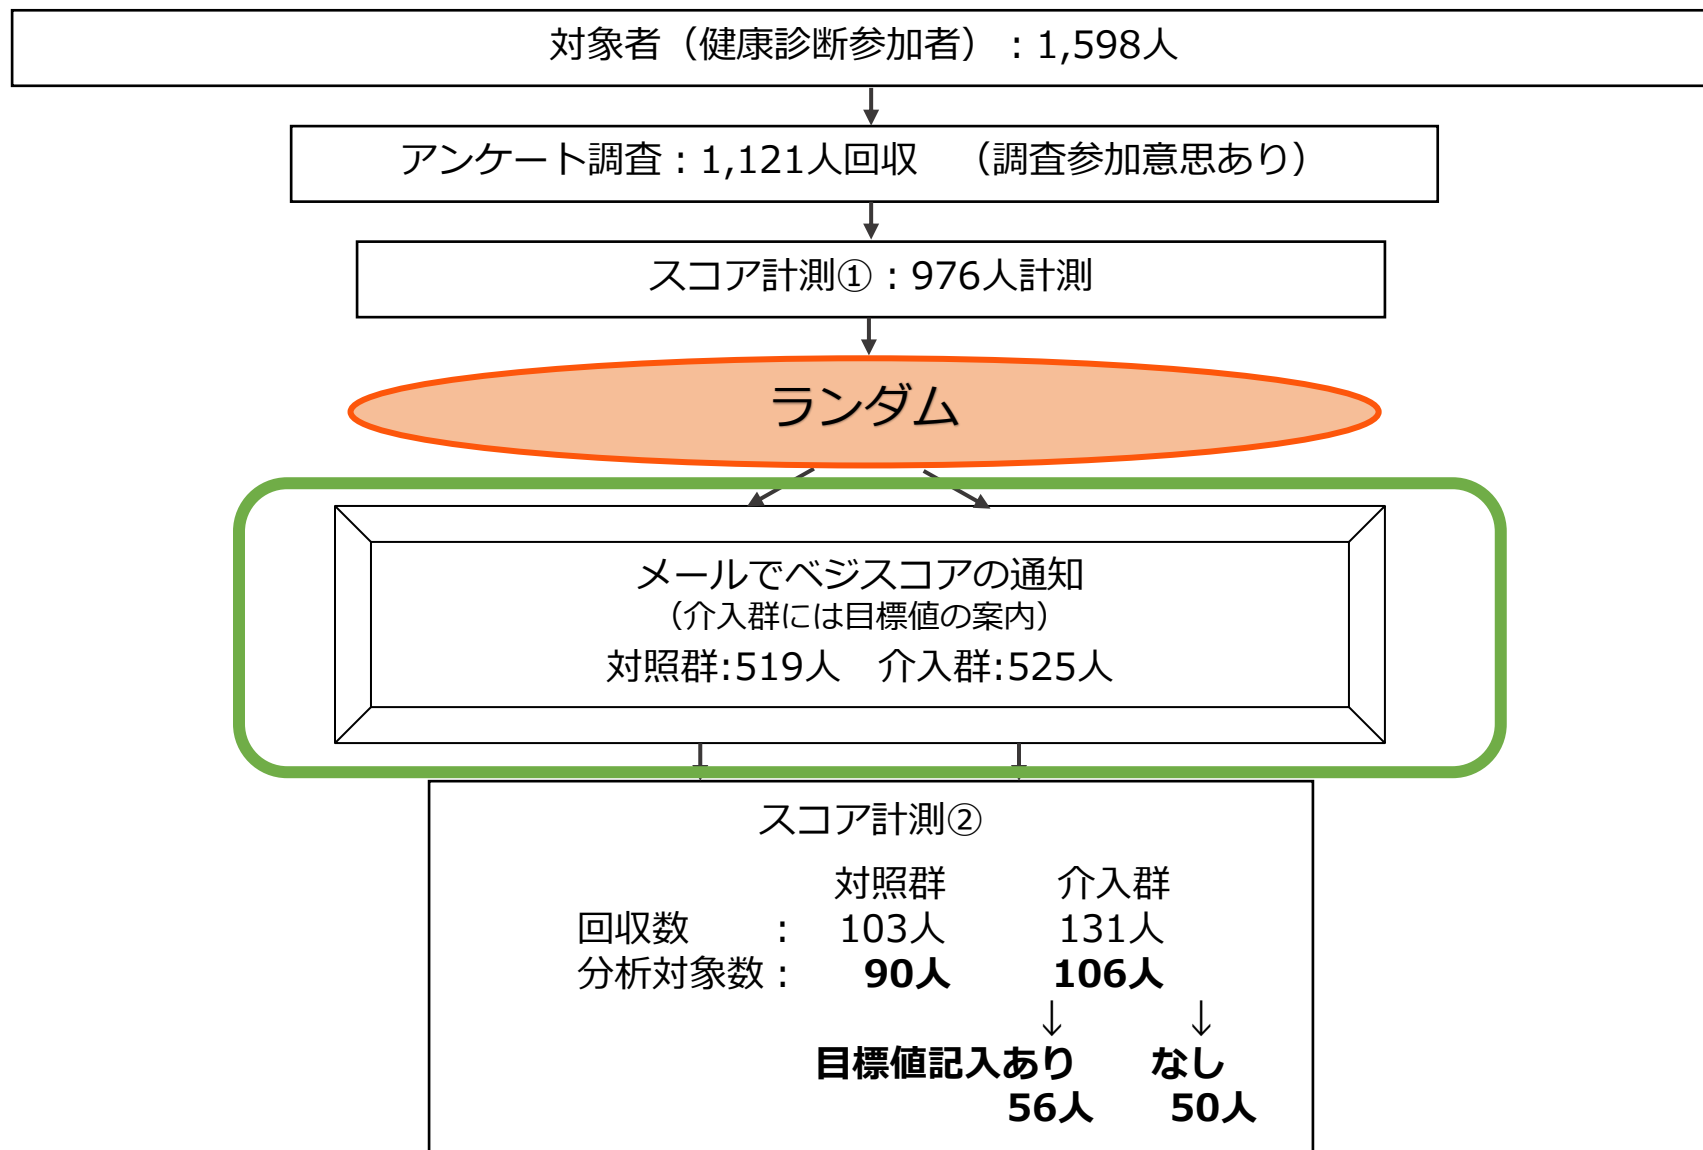 対象者（健康診断参加者）：1,598人
アンケート調査：1,121人回収　（調査参加意思あり）
スコア計測①：976人計測
ランダム
メールでベジスコアの通知
（介入群には目標値の案内）
対照群:519人　介入群:525人
スコア計測②
対照群　介入群
回収数　：　103人　131人
分析対象数：　90人　106人
↓　↓
目標値記入あり　なし
56人　50人